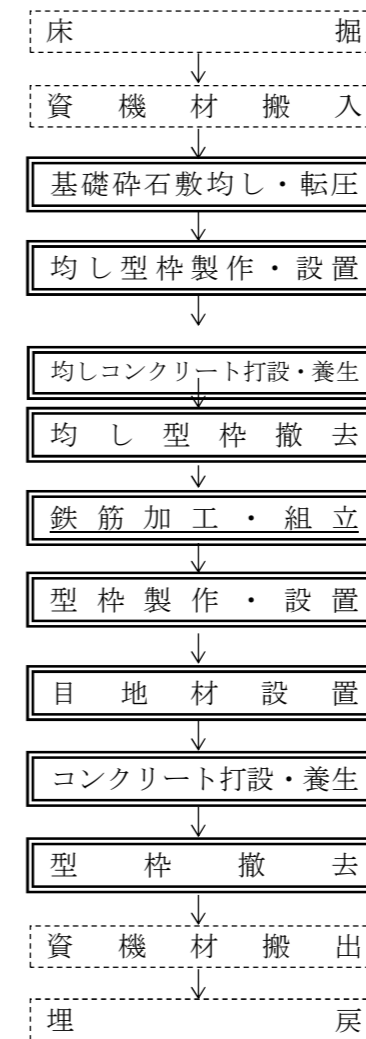 床掘
資機材搬入
基礎砕石敷均し・転圧
均し型枠製作・設置
均しコンクリート打設・養生
均し型枠撤去
鉄筋加工・組立
型枠製作・設置
目地材設置
コンクリート打設・養生
型枠撤去
資機材搬出
埋戻